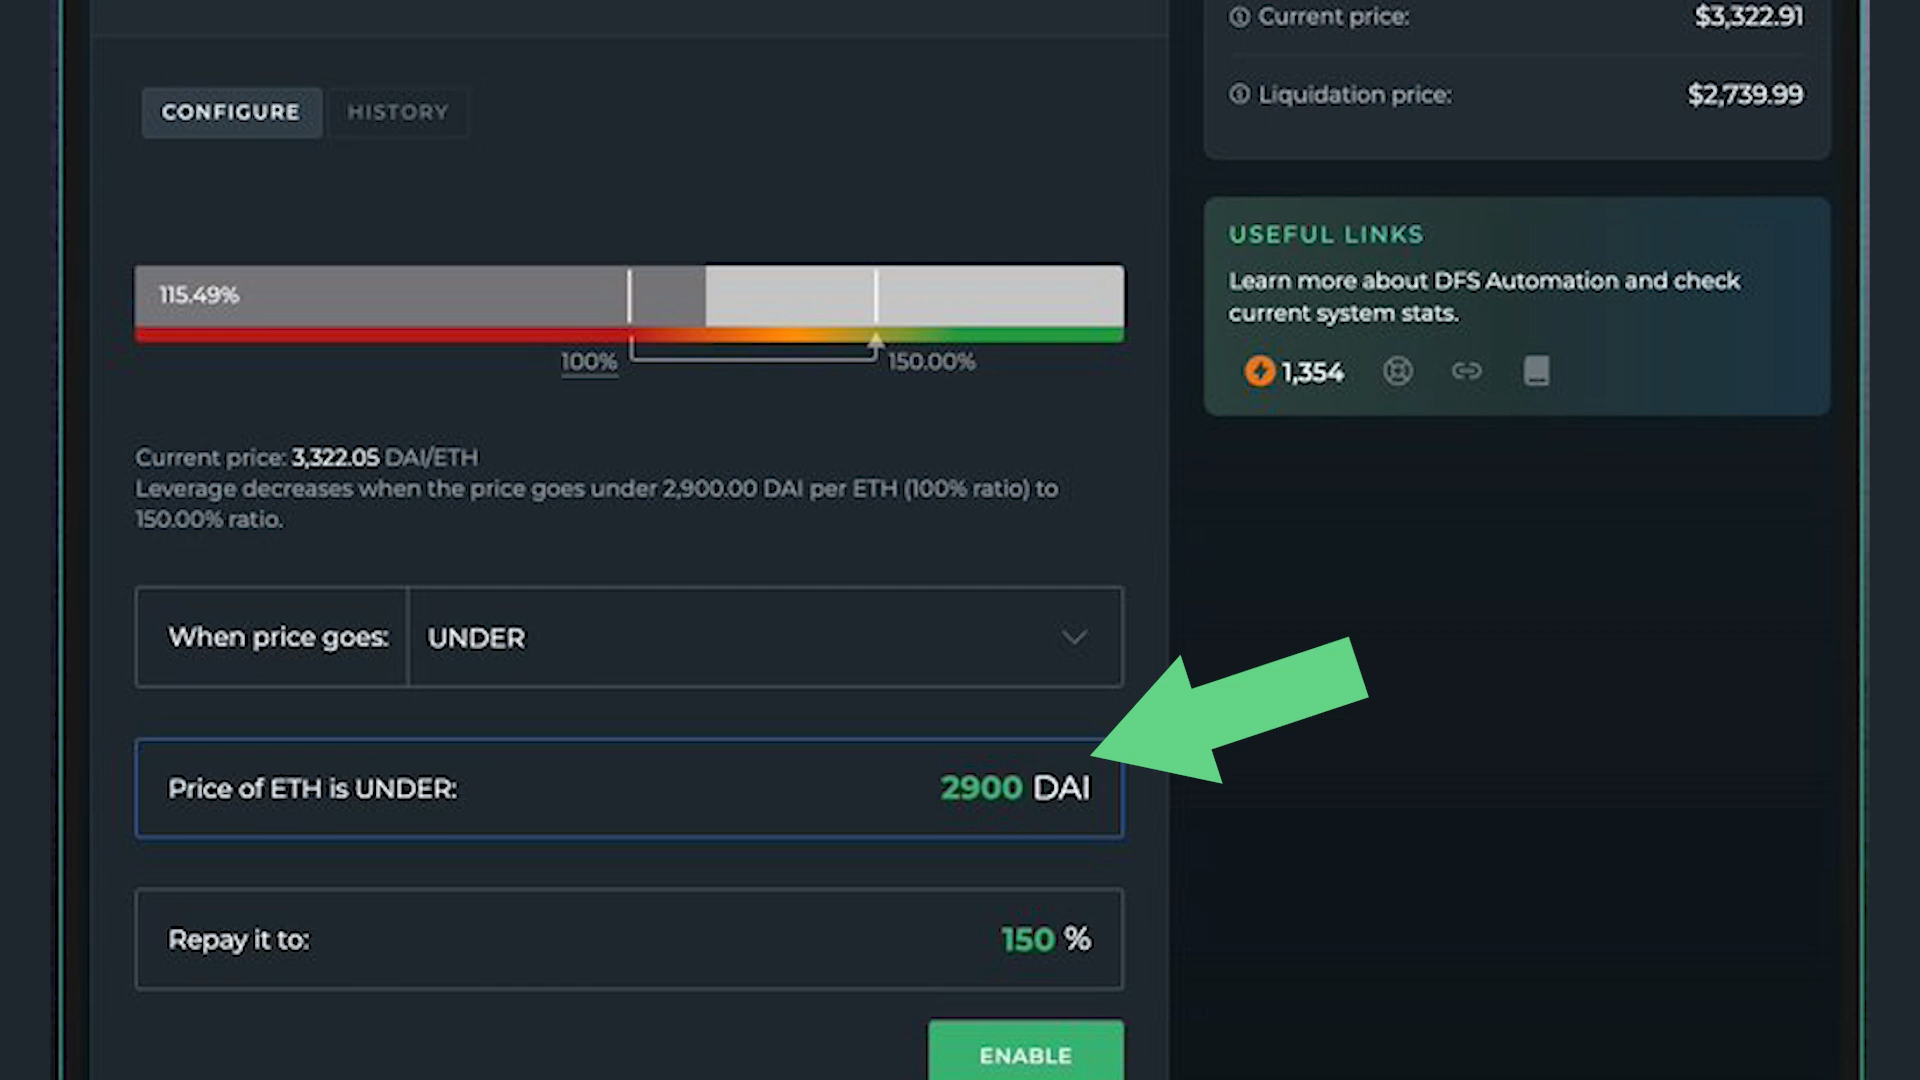 Current price: $3,322.91
Liquidation price: $2,739.99
CONFIGURE HISTORY
USEFUL LINKS
Learn more about DFS Automation and check
current system stats.
1,354
115.49%
100% 150.00%
Current price: 3,322.05 DAI/ETH
Leverage decreases when the price goes under 2,900.00 DAI per ETH (100% ratio) to
150.00% ratio.
When price goes: UNDER
Price of ETH is UNDER: 2900 DAI
Repay it to: 150 %
ENABLE